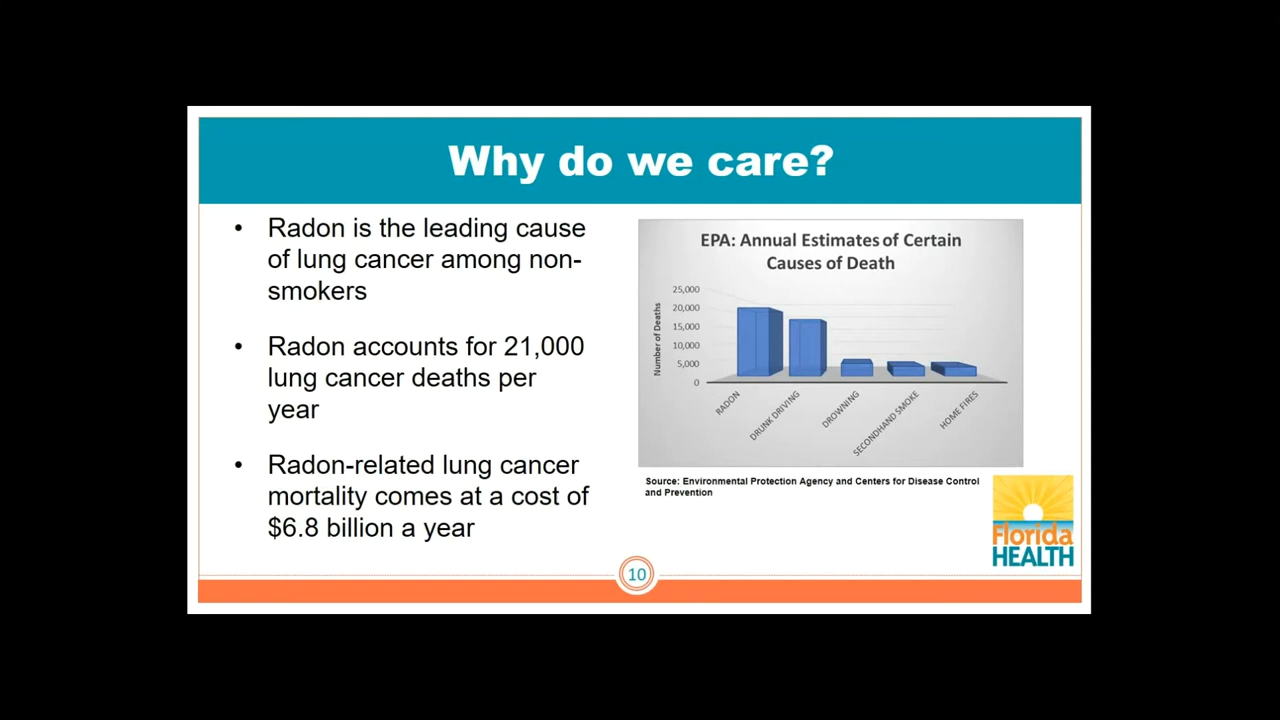 Why do we care?
• Radon is the leading cause
of lung cancer among non-
smokers
• Radon accounts for 21,000
lung cancer deaths per
year
• Radon-related lung cancer
mortality comes at a cost of
$6.8 billion a year
EPA: Annual Estimates of Certain
Causes of Death
Number of Deaths
25,000
20,000
15,000
10,000
5,000
0
RADON
DRUNK DRIVING
DROWNING
SECONDHAND SMOKE
HOME FIRES
Source: Environmental Protection Agency and Centers for Disease Control
and Prevention
Florida
HEALTH
10